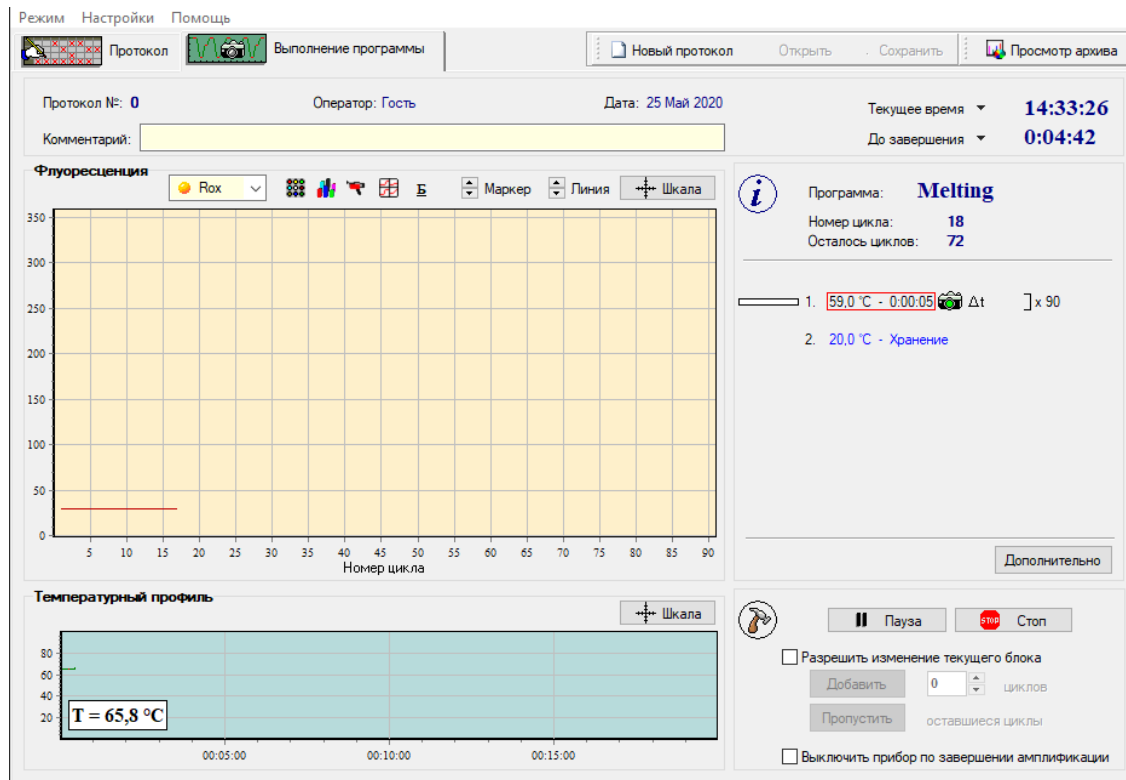 Режим Настройки Помощь
Протокол Выполнение программы Новый протокол Открыть Сохранить Просмотр архива
Протокол №: 0 Оператор: Гость Дата: 25 Май 2020
Комментарий:
Текущее время 14:33:26
До завершения 0:04:42
Флуоресценция
Rox Б Маркер Линия Шкала
350
300
250
200
150
100
50
0
5 10 15 20 25 30 35 40 45 50 55 60 65 70 75 80 85 90
Номер цикла
Программа: Melting
Номер цикла: 18
Осталось циклов: 72
1. 59,0 °C - 0:00:05 Δt ] x 90
2. 20,0 °C - Хранение
Дополнительно
Температурный профиль
Шкала
80
60
40
20
T = 65,8 °C
00:05:00 00:10:00 00:15:00
Пауза STOP Стоп
Разрешить изменение текущего блока
Добавить 0 циклов
Пропустить оставшиеся циклы
Выключить прибор по завершении амплификации